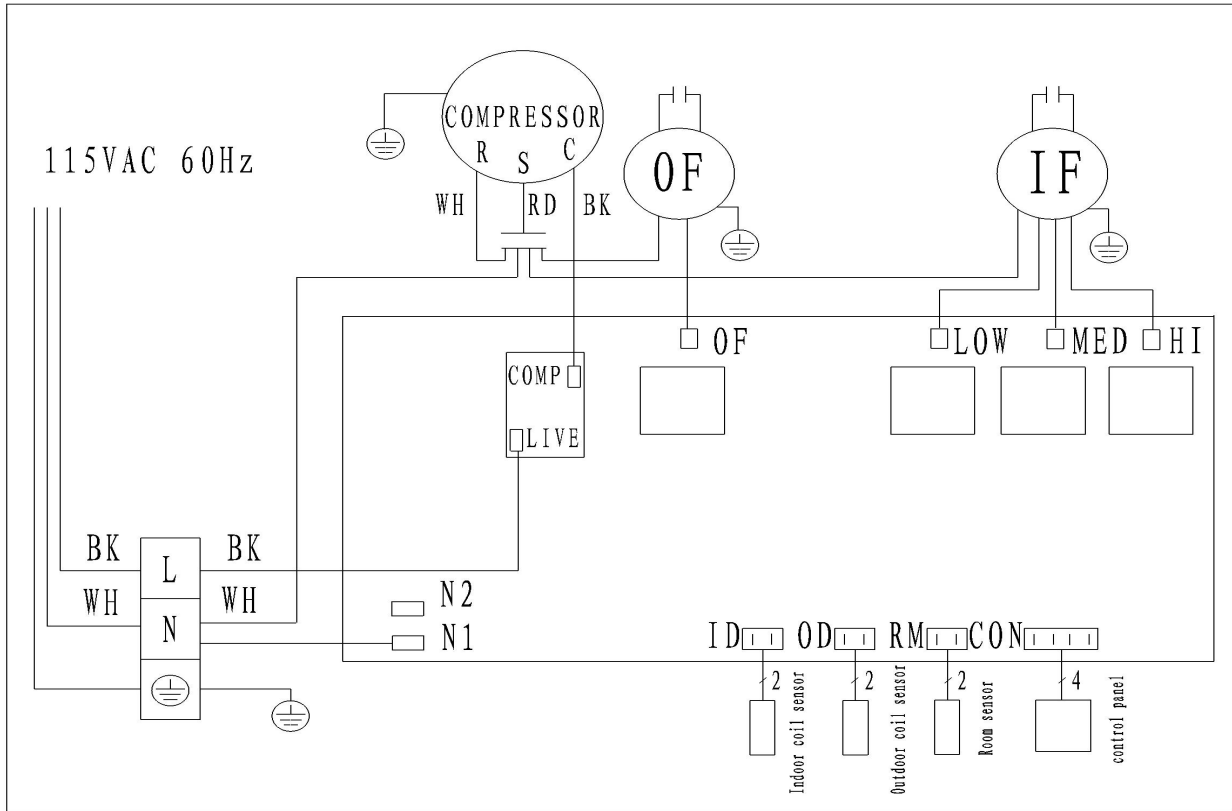 COMPRESSOR
R S C
OF
IF
115VAC 60Hz
WH RD BK
OF
LOW
MED
HI
COMP
LIVE
BK L BK
WH N WH
N2
N1
ID OD RM CON
2 2 2 4
Indoor coil sensor
Outdoor coil sensor
Room sensor
control panel